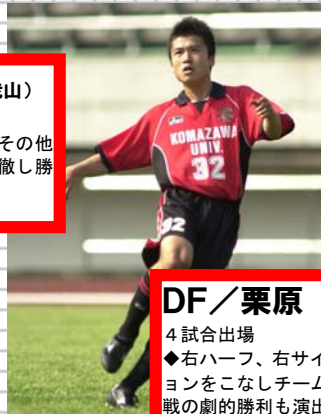 山）
その他
徹し勝
KOMAZAWA
UNIV.
32
32
DF／栗原
４試合出場
◆右ハーフ、右サイ
ョンをこなしチーム
戦の劇的勝利も演出